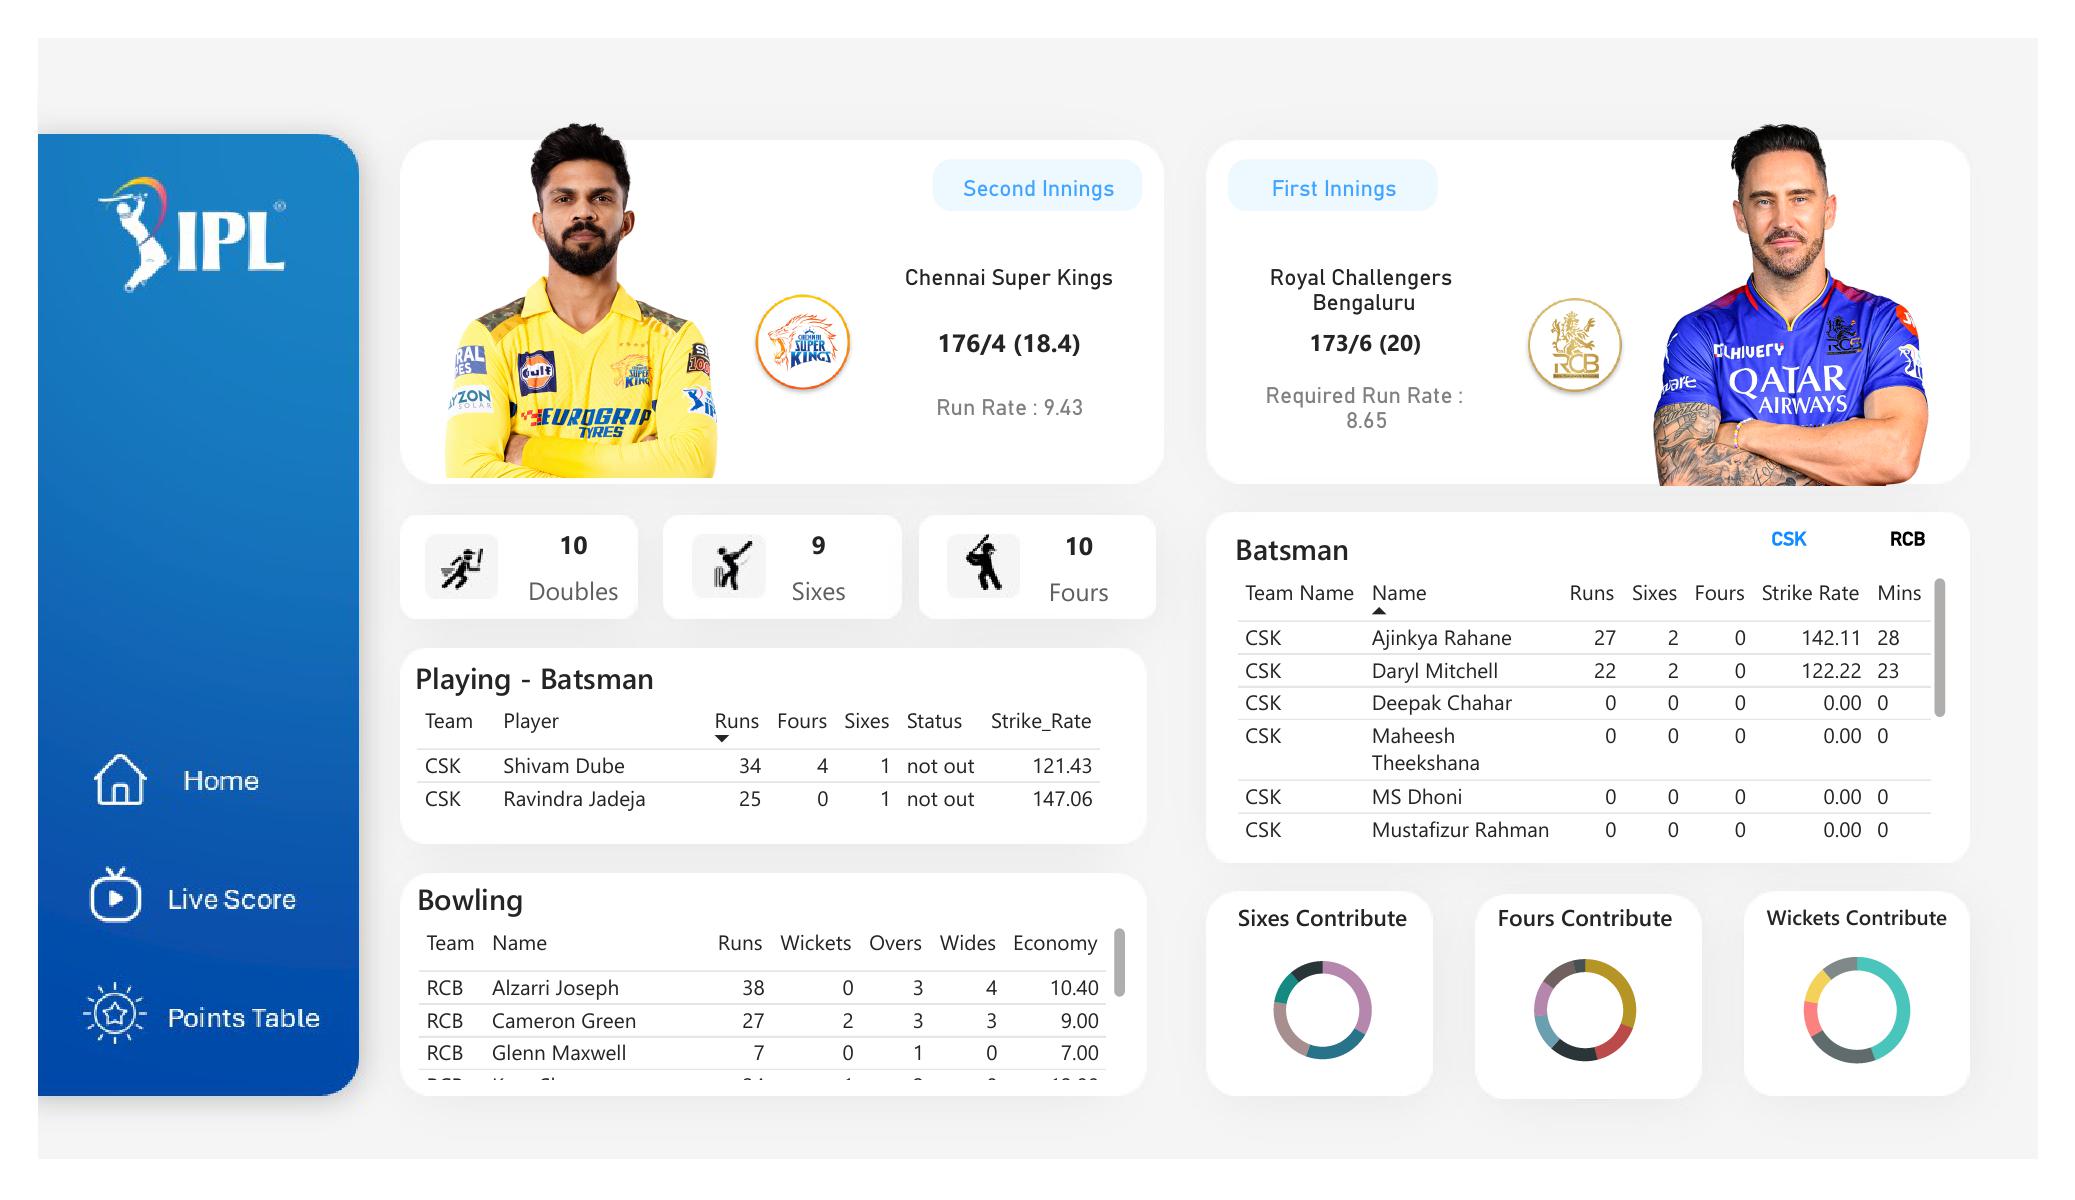 IPL
Home
Live Score
Points Table
Second Innings
Chennai Super Kings
176/4 (18.4)
Run Rate : 9.43
CHENNAI
SUPER
KINGS
Gulf
EUROGRIP
TYRES
First Innings
Royal Challengers
Bengaluru
173/6 (20)
Required Run Rate :
8.65
RCB
QATAR
AIRWAYS
10
Doubles
9
Sixes
10
Fours
Playing - Batsman
Team Player Runs Fours Sixes Status Strike_Rate
CSK Shivam Dube 34 4 1 not out 121.43
CSK Ravindra Jadeja 25 0 1 not out 147.06
Bowling
Team Name Runs Wickets Overs Wides Economy
RCB Alzarri Joseph 38 0 3 4 10.40
RCB Cameron Green 27 2 3 3 9.00
RCB Glenn Maxwell 7 0 1 0 7.00
Batsman CSK RCB
Team Name Name Runs Sixes Fours Strike Rate Mins
CSK Ajinkya Rahane 27 2 0 142.11 28
CSK Daryl Mitchell 22 2 0 122.22 23
CSK Deepak Chahar 0 0 0 0.00 0
CSK Maheesh 0 0 0 0.00 0
Theekshana
CSK MS Dhoni 0 0 0 0.00 0
CSK Mustafizur Rahman 0 0 0 0.00 0
Sixes Contribute
Fours Contribute
Wickets Contribute